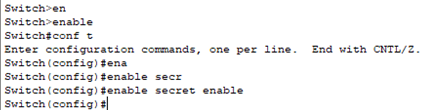 Switch>en
Switch>enable
Switch#conf t
Enter configuration commands, one per line.  End with CNTL/Z.
Switch(config)#ena
Switch(config)#enable secr
Switch(config)#enable secret enable
Switch(config)#